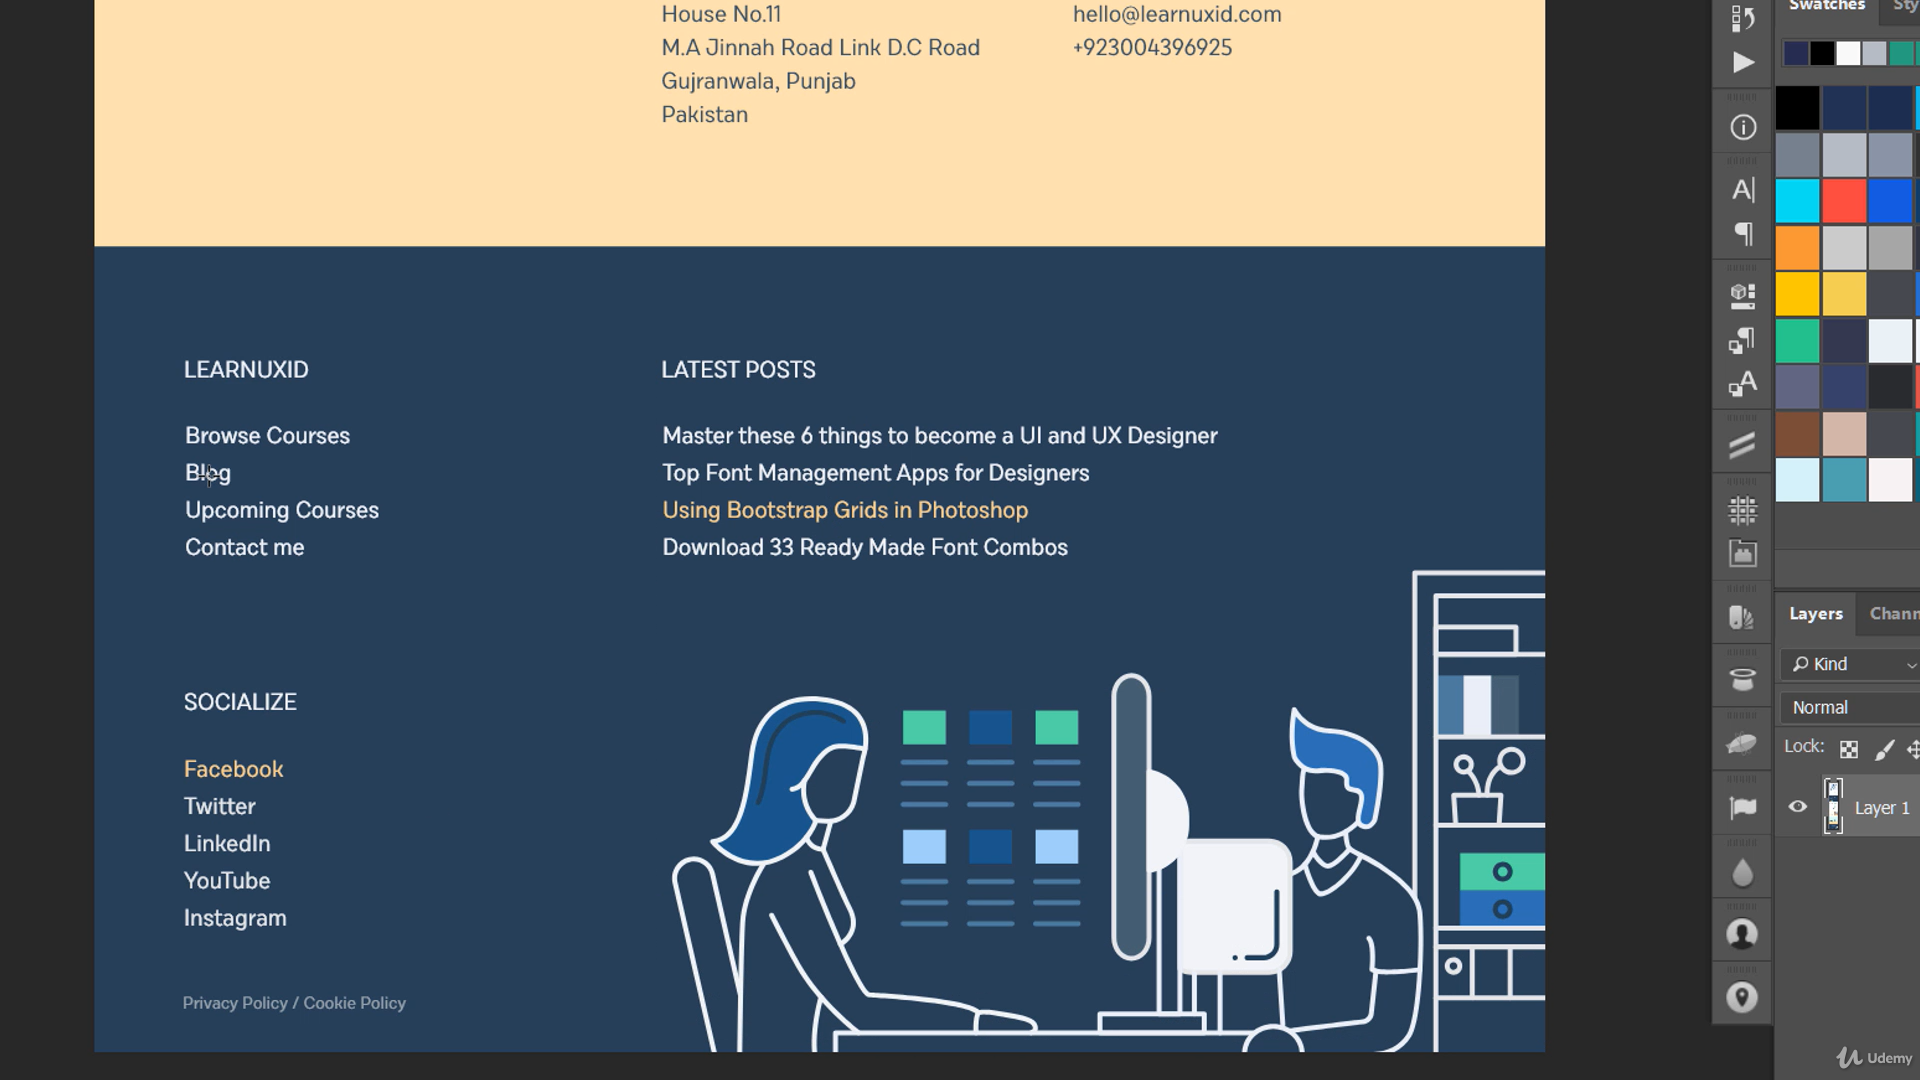 House No.11
M.A Jinnah Road Link D.C Road
Gujranwala, Punjab
Pakistan
hello@learnuxid.com
+923004396925
LEARNUXID
Browse Courses
Blog
Upcoming Courses
Contact me
LATEST POSTS
Master these 6 things to become a UI and UX Designer
Top Font Management Apps for Designers
Using Bootstrap Grids in Photoshop
Download 33 Ready Made Font Combos
SOCIALIZE
Facebook
Twitter
LinkedIn
YouTube
Instagram
Privacy Policy / Cookie Policy
Swatches Sty
Layers Chann
Kind
Normal
Lock:
Layer 1
Udemy